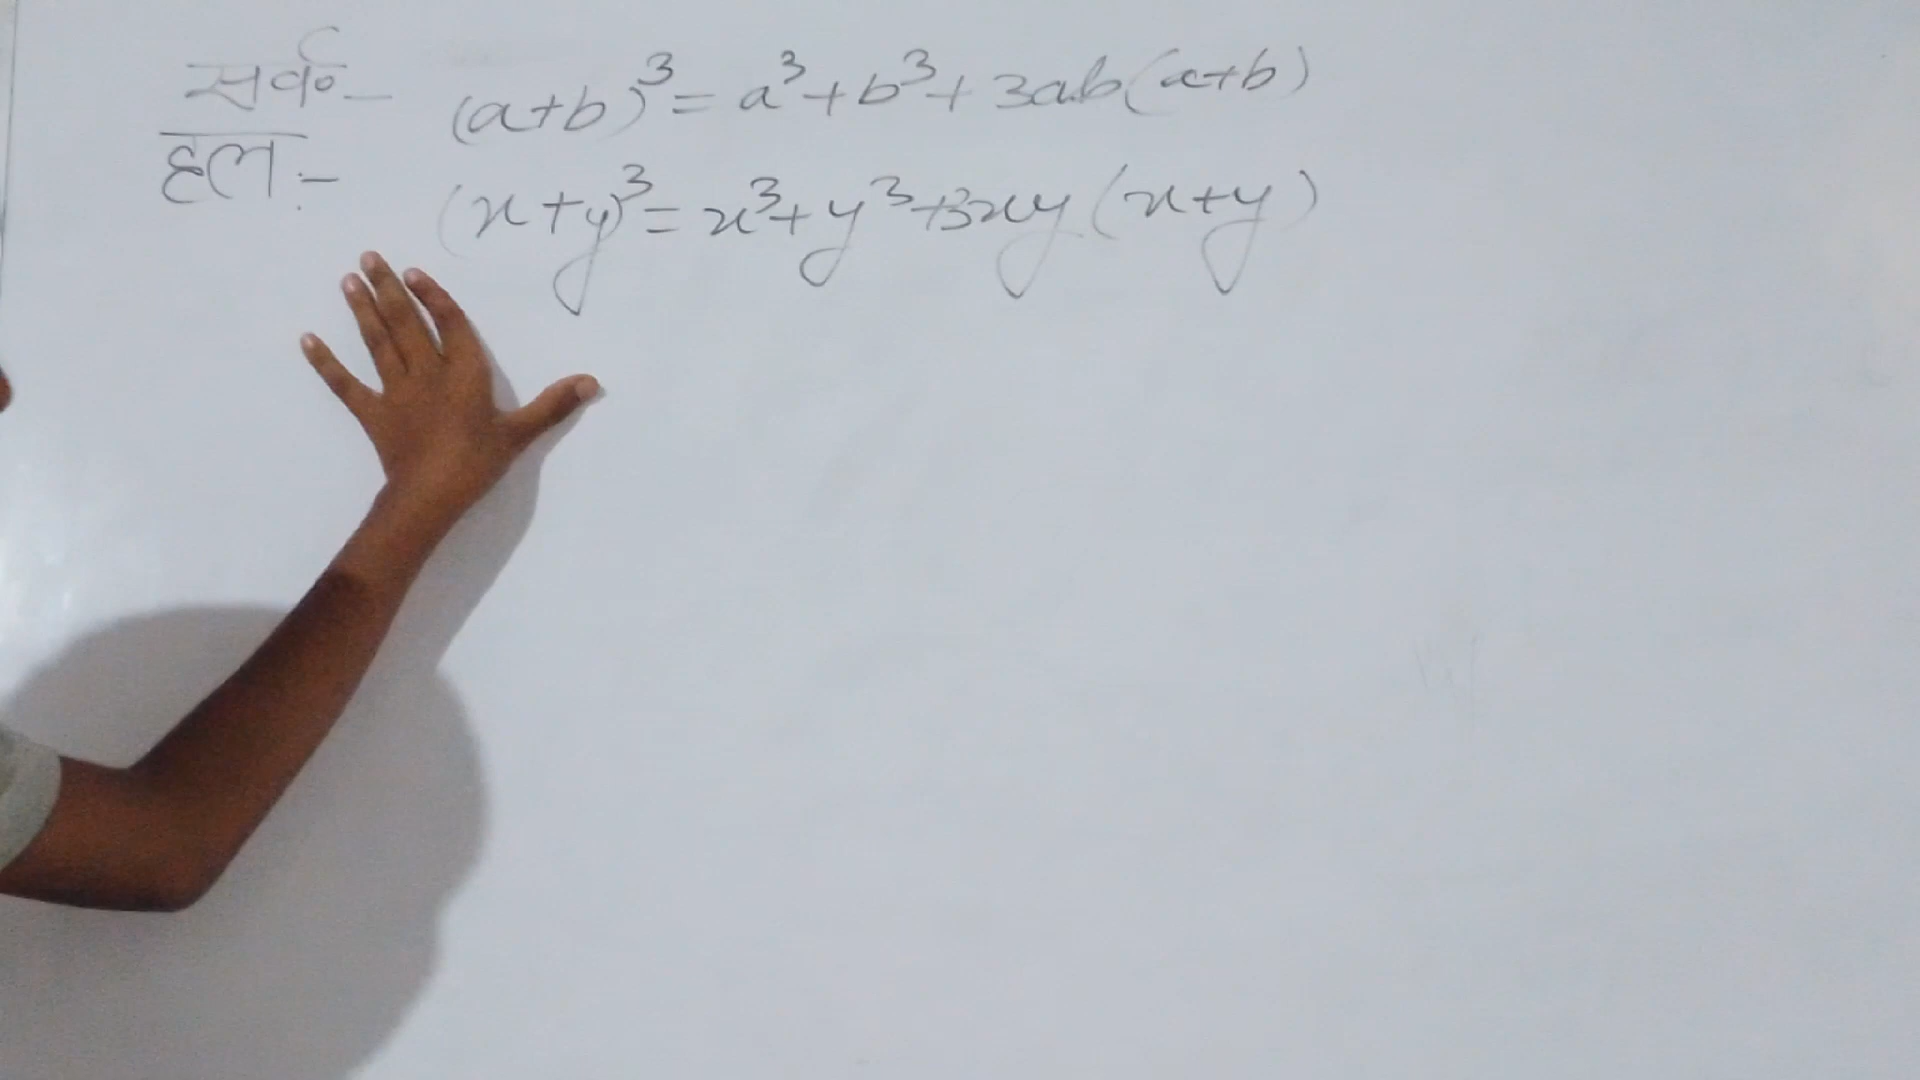 सर्व०- (a+b)³ = a³+b³+3ab(a+b)
हल:- (x+y)³ = x³+y³+3xy(x+y)